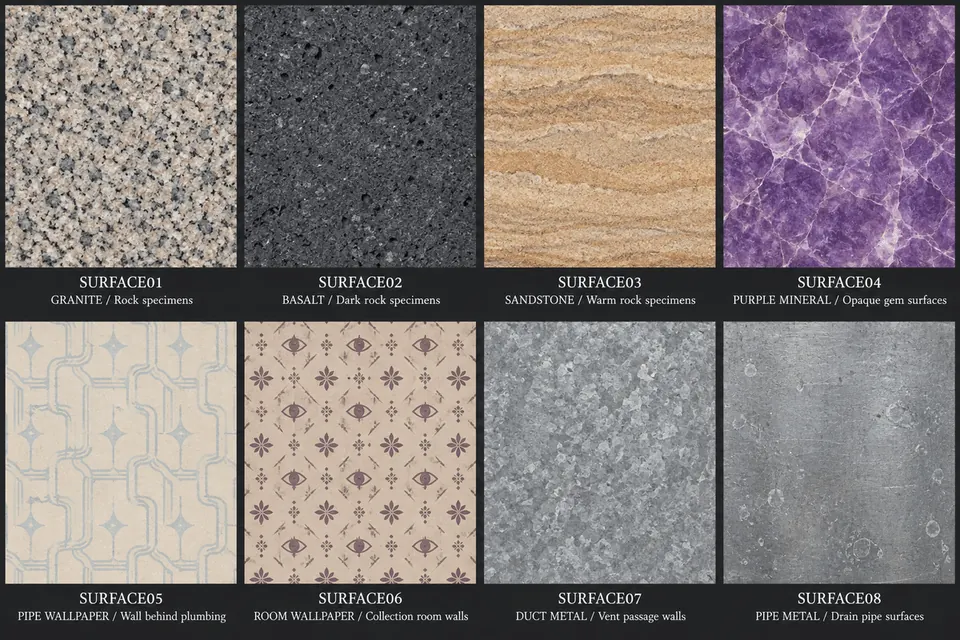 SURFACE01
GRANITE / Rock specimens
SURFACE02
BASALT / Dark rock specimens
SURFACE03
SANDSTONE / Warm rock specimens
SURFACE04
PURPLE MINERAL / Opaque gem surfaces
SURFACE05
PIPE WALLPAPER / Wall behind plumbing
SURFACE06
ROOM WALLPAPER / Collection room walls
SURFACE07
DUCT METAL / Vent passage walls
SURFACE08
PIPE METAL / Drain pipe surfaces